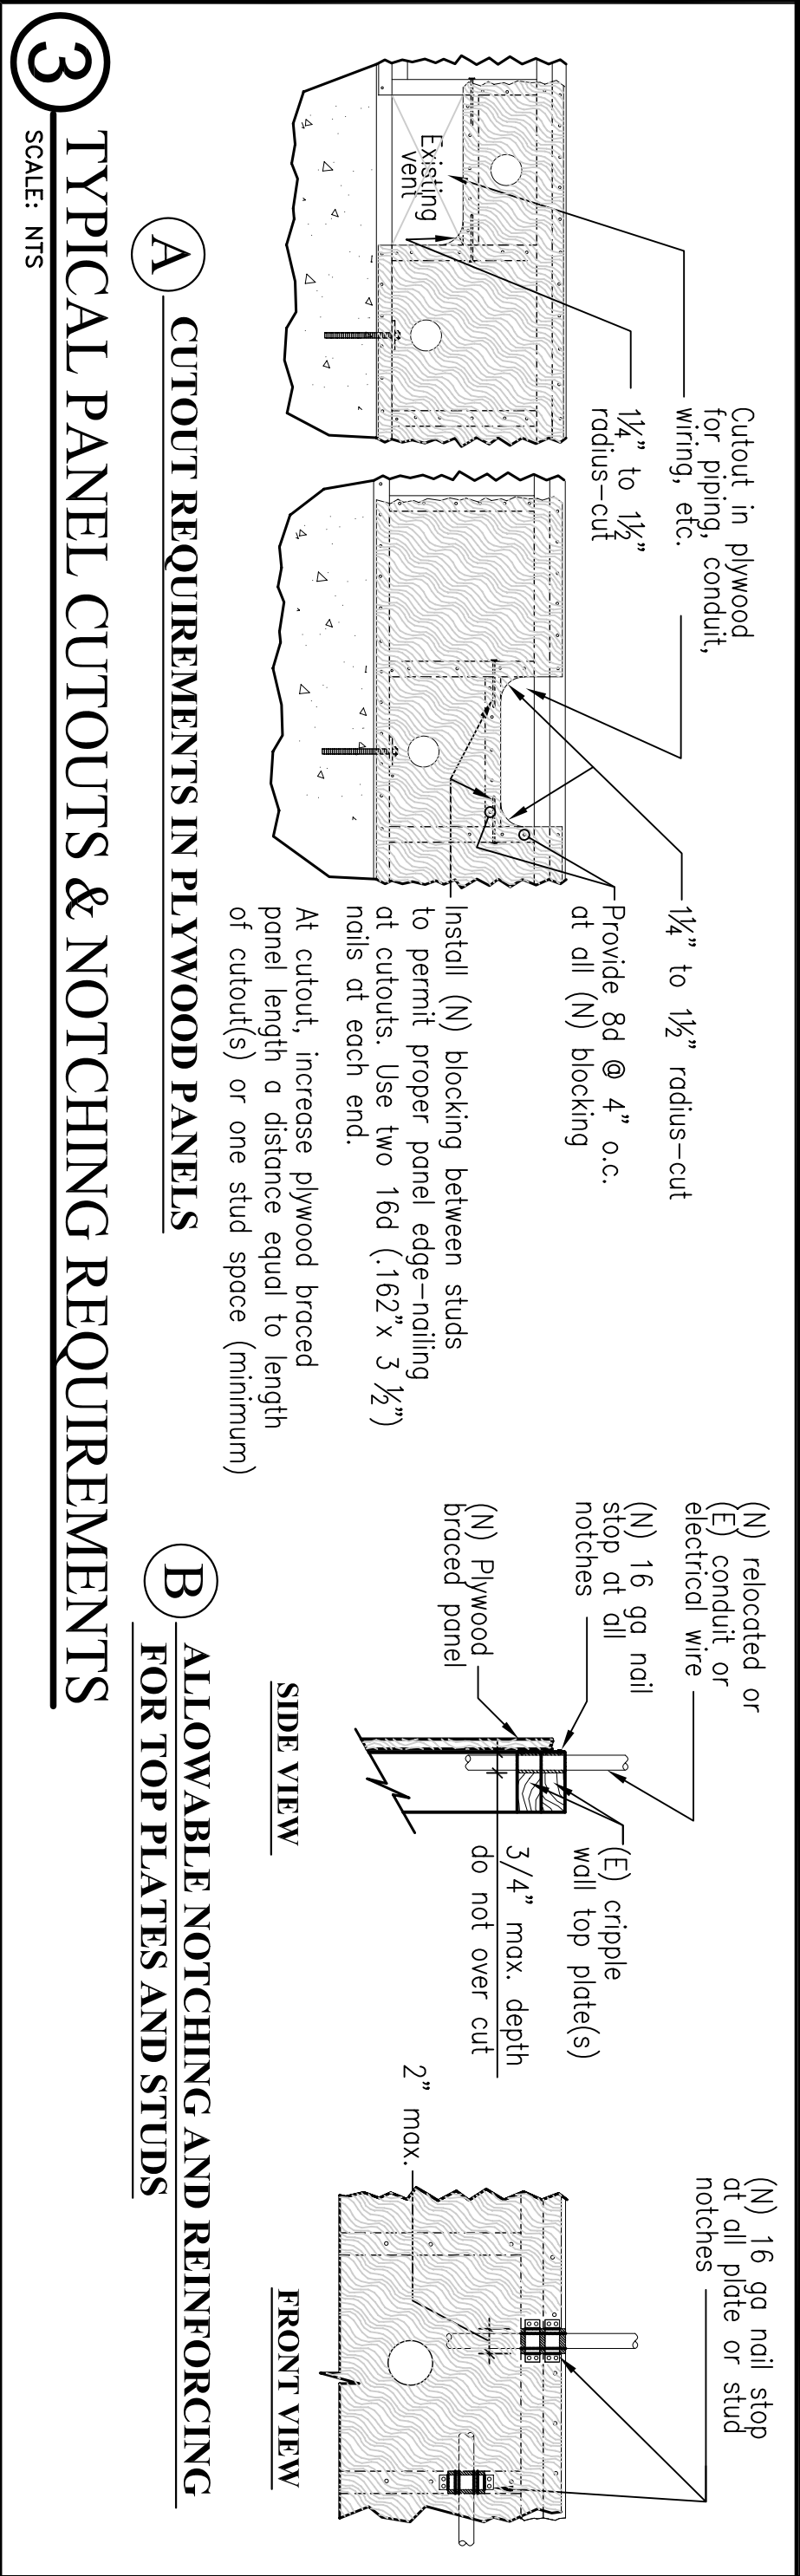 Cutout in plywood
for piping, conduit,
wiring, etc.
1¼” to 1½”
radius-cut
Existing
vent
1¼” to 1½” radius-cut
Provide 8d @ 4” o.c.
at all (N) blocking
Install (N) blocking between studs
to permit proper panel edge-nailing
at cutouts. Use two 16d (.162”x 3 ½”)
nails at each end.
At cutout, increase plywood braced
panel length a distance equal to length
of cutout(s) or one stud space (minimum)
A
CUTOUT REQUIREMENTS IN PLYWOOD PANELS
(N) relocated or
(E) conduit or
electrical wire
(N) 16 ga nail
stop at all
notches
(N) Plywood
braced panel
(E) cripple
wall top plate(s)
3/4” max. depth
do not over cut
SIDE VIEW
(N) 16 ga nail stop
at all plate or stud
notches
2” max.
FRONT VIEW
B
ALLOWABLE NOTCHING AND REINFORCING
FOR TOP PLATES AND STUDS
3
TYPICAL PANEL CUTOUTS & NOTCHING REQUIREMENTS
SCALE: NTS